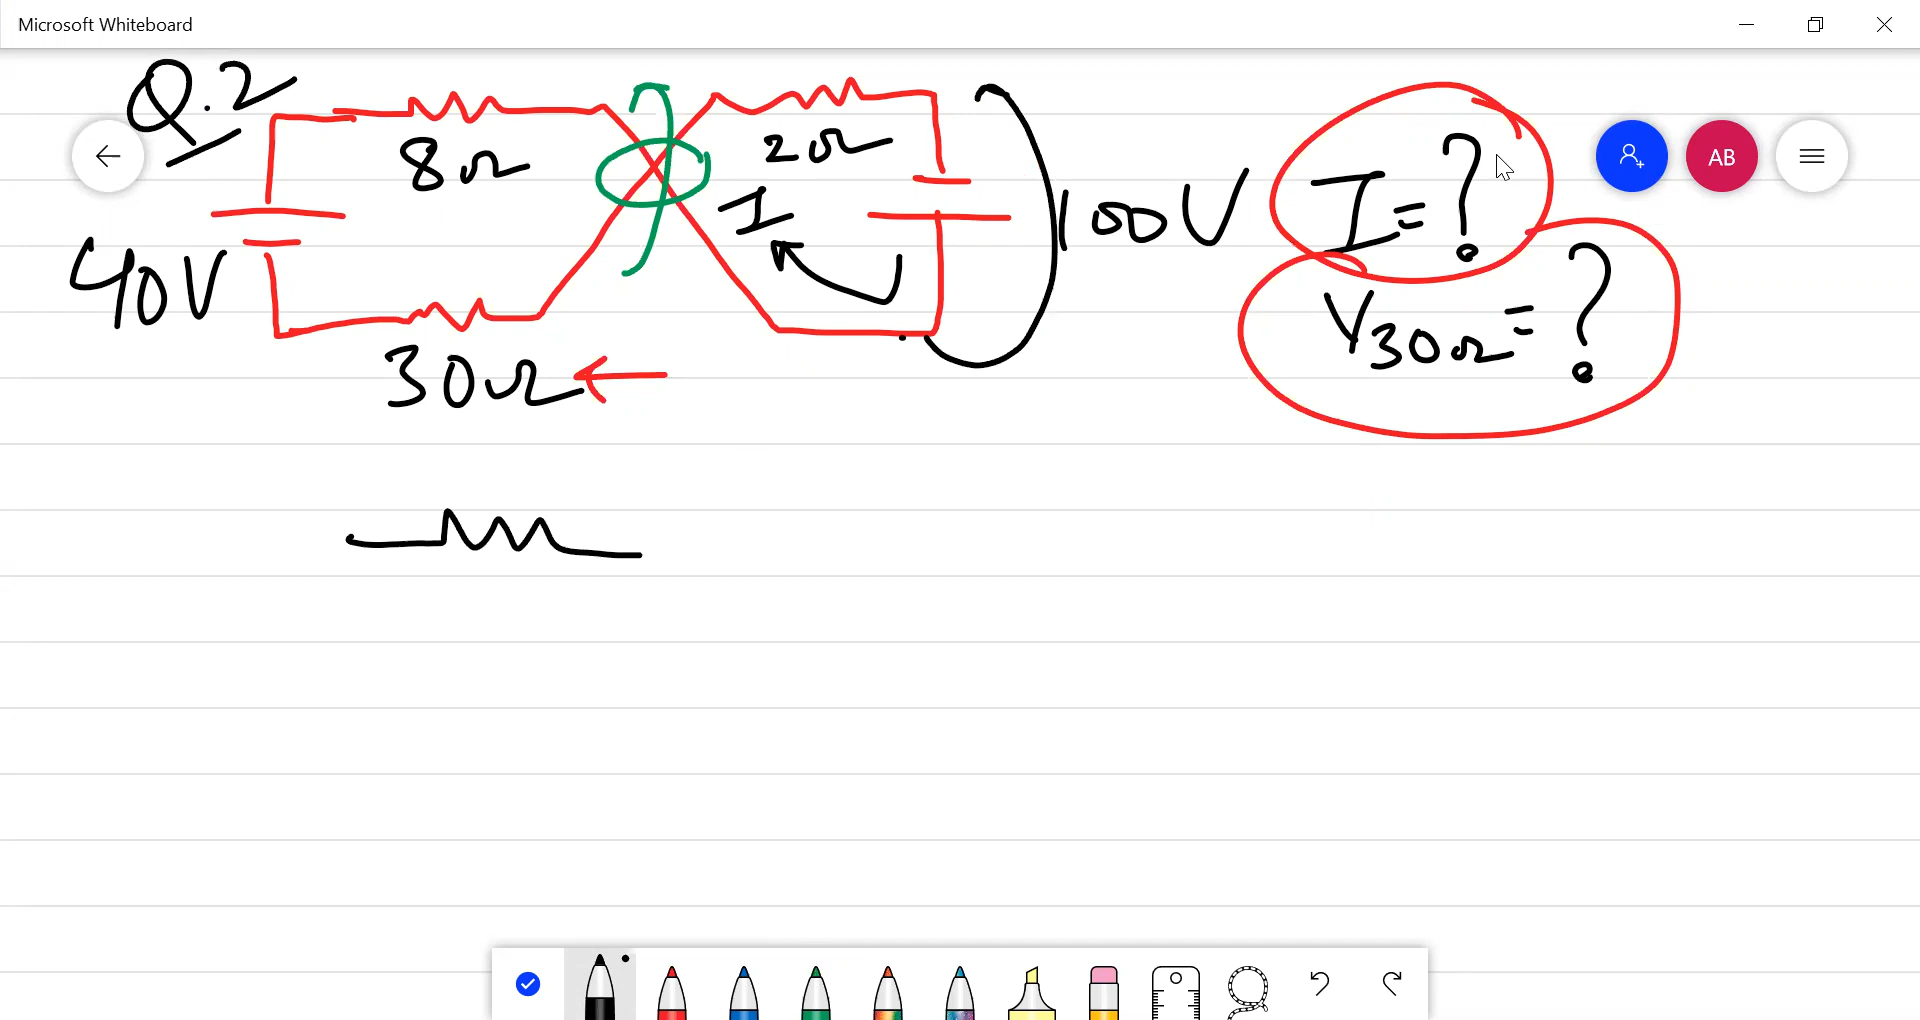 Microsoft Whiteboard
Q.2
8Ω
2Ω
I
40V
100V
30Ω
I = ?
V30Ω = ?
AB